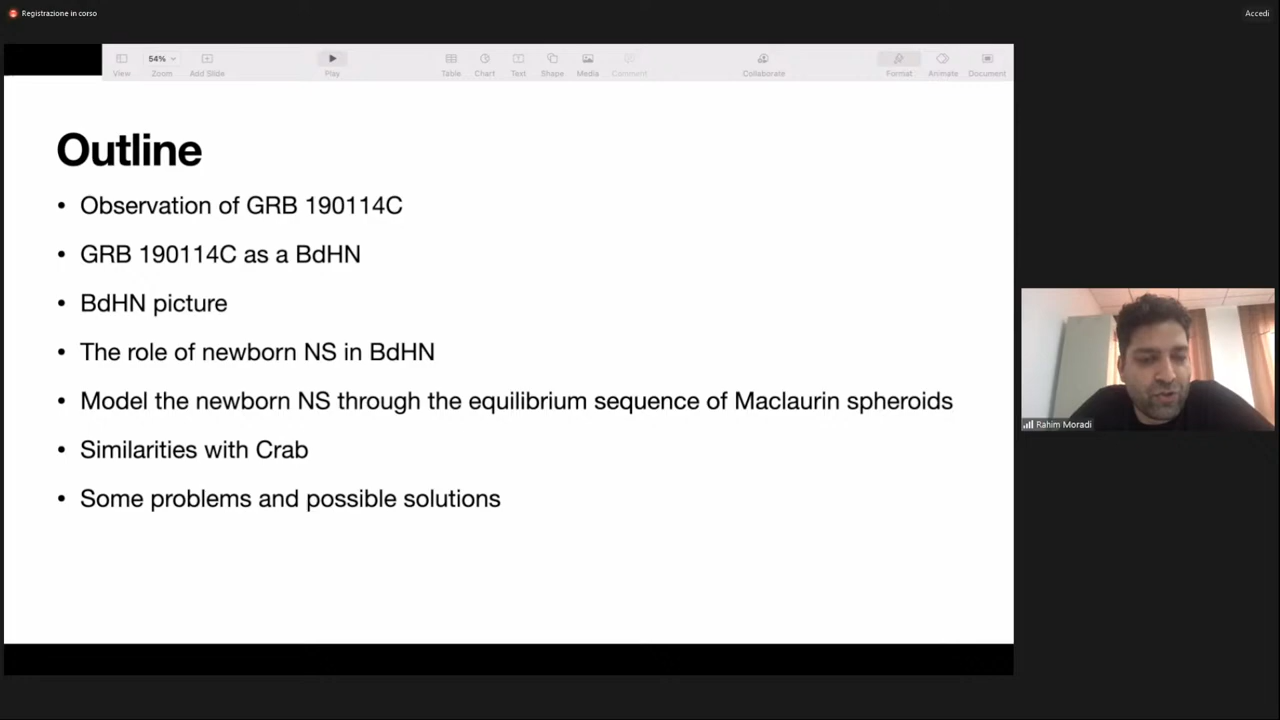 Registrazione in corso
Accedi
54%
View
Zoom
Add Slide
Play
Table
Chart
Text
Shape
Media
Comment
Collaborate
Format
Animate
Document
Outline
• Observation of GRB 190114C
• GRB 190114C as a BdHN
• BdHN picture
• The role of newborn NS in BdHN
• Model the newborn NS through the equilibrium sequence of Maclaurin spheroids
• Similarities with Crab
• Some problems and possible solutions
Rahim Moradi